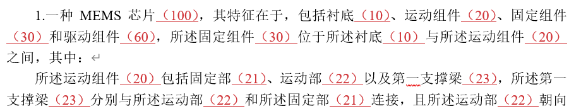 1.一种 MEMS 芯片(100)，其特征在于，包括衬底(10)、运动组件(20)、固定组件
(30)和驱动组件(60)，所述固定组件(30)位于所述衬底(10)与所述运动组件(20)
之间，其中：
所述运动组件(20)包括固定部(21)、运动部(22)以及第一支撑梁(23)，所述第一
支撑梁(23)分别与所述运动部(22)和所述固定部(21)连接，且所述运动部(22)朝向